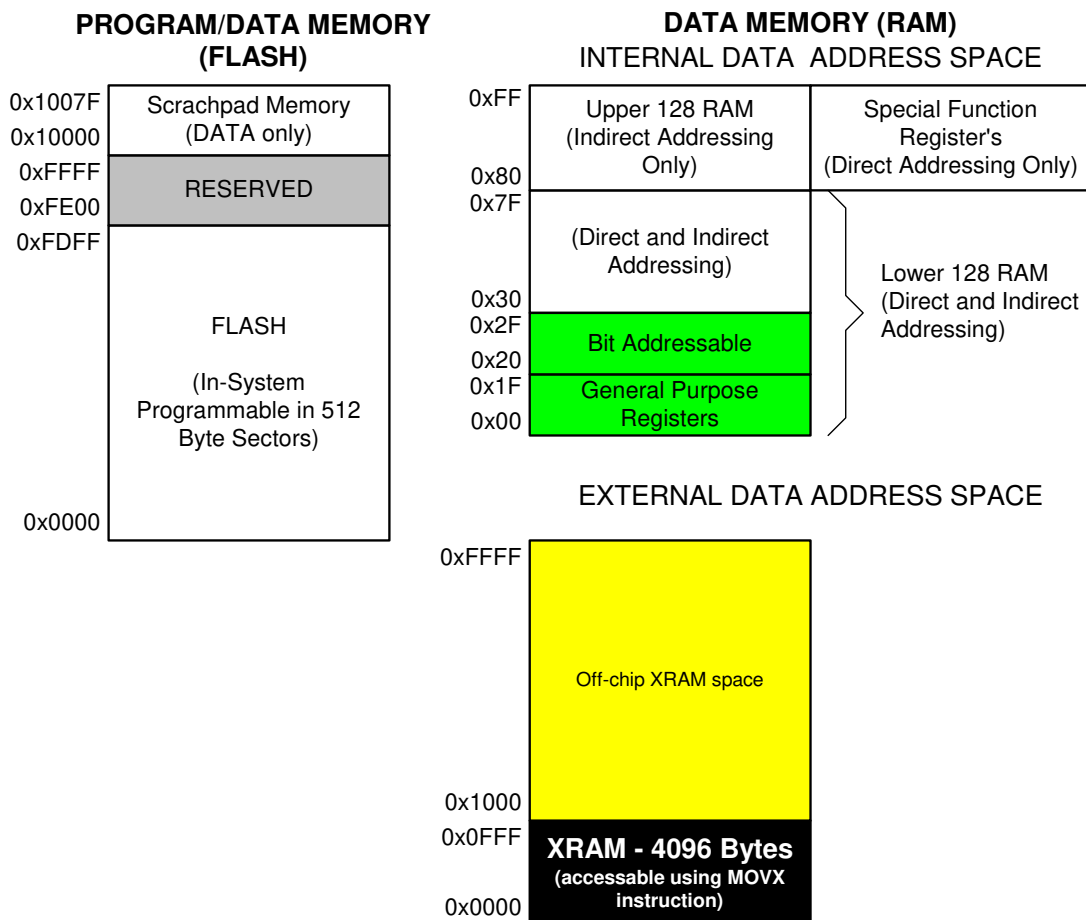 PROGRAM/DATA MEMORY
(FLASH)
0x1007F
Scrachpad Memory
0x10000
(DATA only)
0xFFFF
RESERVED
0xFE00
0xFDFF
FLASH
(In-System
Programmable in 512
Byte Sectors)
0x0000
DATA MEMORY (RAM)
INTERNAL DATA ADDRESS SPACE
0xFF
Upper 128 RAM
(Indirect Addressing
Only)
0x80
Special Function
Register's
(Direct Addressing Only)
0x7F
(Direct and Indirect
Addressing)
0x30
0x2F
Bit Addressable
0x20
0x1F
General Purpose
Registers
0x00
Lower 128 RAM
(Direct and Indirect
Addressing)
EXTERNAL DATA ADDRESS SPACE
0xFFFF
Off-chip XRAM space
0x1000
0x0FFF
XRAM - 4096 Bytes
(accessable using MOVX
instruction)
0x0000